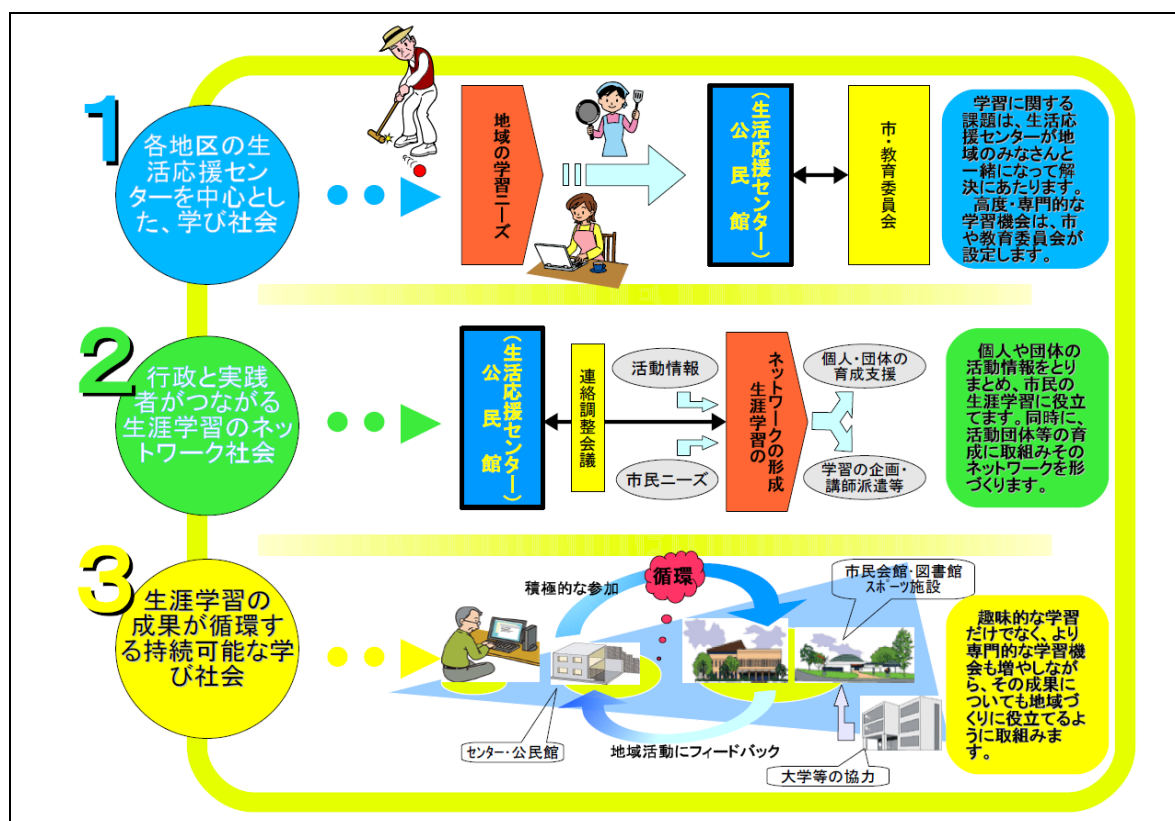 1
各地区の生
活応援セン
ターを中心とし
た、学び社会
地域の学習ニーズ
(生活応援センター)
公民館
市・教育委員会
学習に関する
課題は、生活応
援センターが地
域のみなさんと
一緒になって解
決にあたります。
高度・専門的な
学習機会は、市
や教育委員会が
設定します。
2
行政と実践
者がつながる
生涯学習のネッ
トワーク社会
(生活応援センター)
公民館
連絡調整会議
活動情報
市民ニーズ
生涯学習の
ネットワークの形成
個人・団体の
育成支援
学習の企画・
講師派遣等
個人や団体の
活動情報をとり
まとめ、市民の
生涯学習に役立
てます。同時に、
活動団体等の育
成に取組みその
ネットワークを形
づくります。
3
生涯学習の
成果が循環す
る持続可能な学
び社会
積極的な参加
循環
市民会館・図書館
スポーツ施設
センター・公民館
地域活動にフィードバック
大学等の協力
趣味的な学習
だけでなく、より
専門的な学習機
会も増やしなが
ら、その成果に
ついても地域づ
くりに役立てるよ
うに取組みま
す。